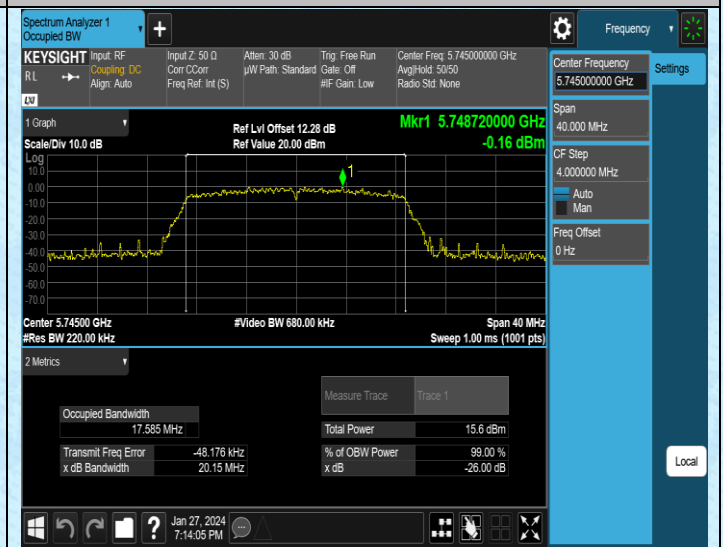 Spectrum Analyzer 1
Occupied BW
+
Frequency
KEYSIGHT
R L
LXI
Input: RF
Coupling: DC
Align: Auto
Input Z: 50 Ω
Corr CCorr
Freq Ref: Int (S)
Atten: 30 dB
µW Path: Standard
Trig: Free Run
Gate: Off
#IF Gain: Low
Center Freq: 5.745000000 GHz
Avg|Hold: 50/50
Radio Std: None
Center Frequency
5.745000000 GHz
Settings
Span
40.000 MHz
CF Step
4.000000 MHz
Auto
Man
Freq Offset
0 Hz
1 Graph
Scale/Div 10.0 dB
Ref Lvl Offset 12.28 dB
Ref Value 20.00 dBm
Mkr1 5.748720000 GHz
-0.16 dBm
Log
10.0
0.00
-10.0
-20.0
-30.0
-40.0
-50.0
-60.0
-70.0
1
Center 5.74500 GHz
#Res BW 220.00 kHz
#Video BW 680.00 kHz
Span 40 MHz
Sweep 1.00 ms (1001 pts)
2 Metrics
Measure Trace
Trace 1
Occupied Bandwidth
17.585 MHz
Total Power
15.6 dBm
Transmit Freq Error
-48.176 kHz
% of OBW Power
99.00 %
x dB Bandwidth
20.15 MHz
x dB
-26.00 dB
Local
?
Jan 27, 2024
7:14:05 PM